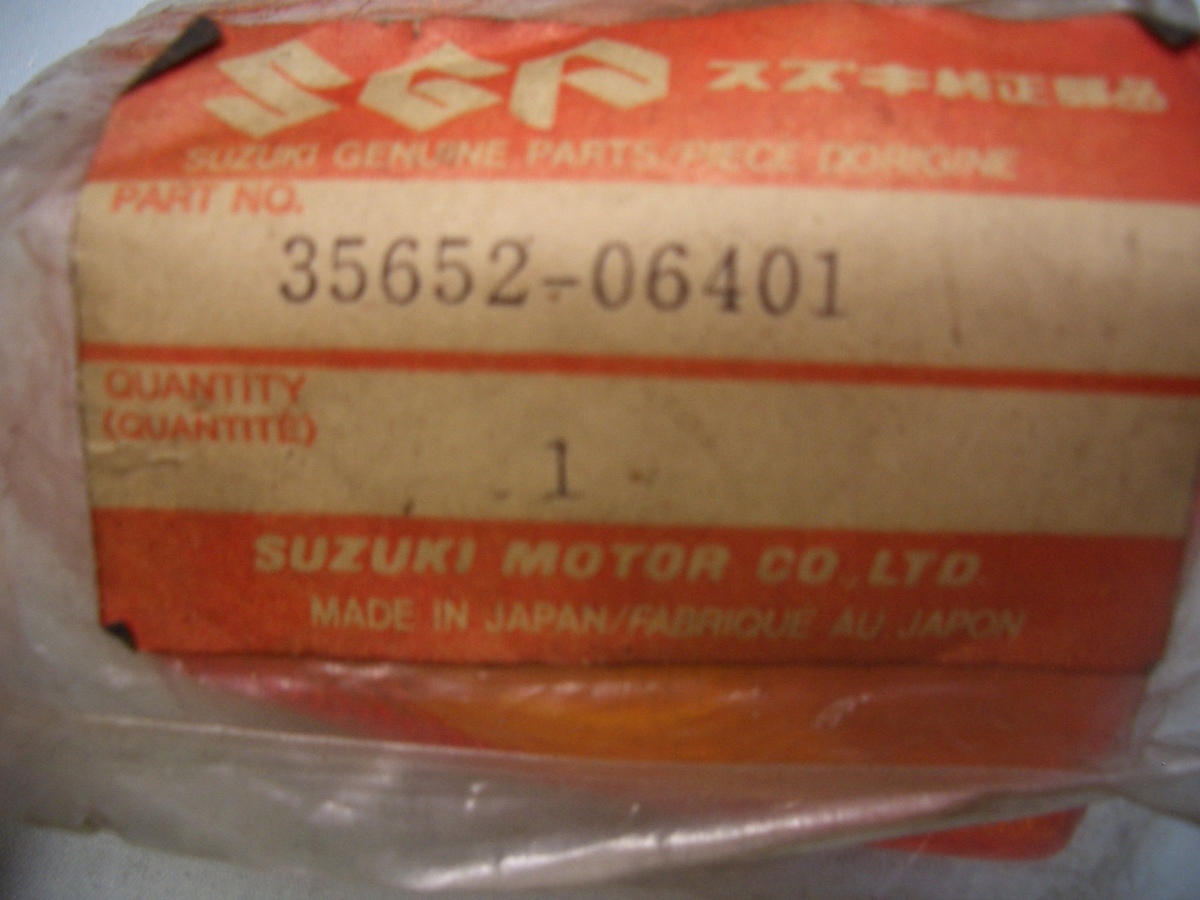 SGP スズキ純正部品
SUZUKI GENUINE PARTS/PIECE D'ORIGINE
PART NO.
35652-06401
QUANTITY
(QUANTITÉ)
1
SUZUKI MOTOR CO., LTD.
MADE IN JAPAN/FABRIQUÉ AU JAPON